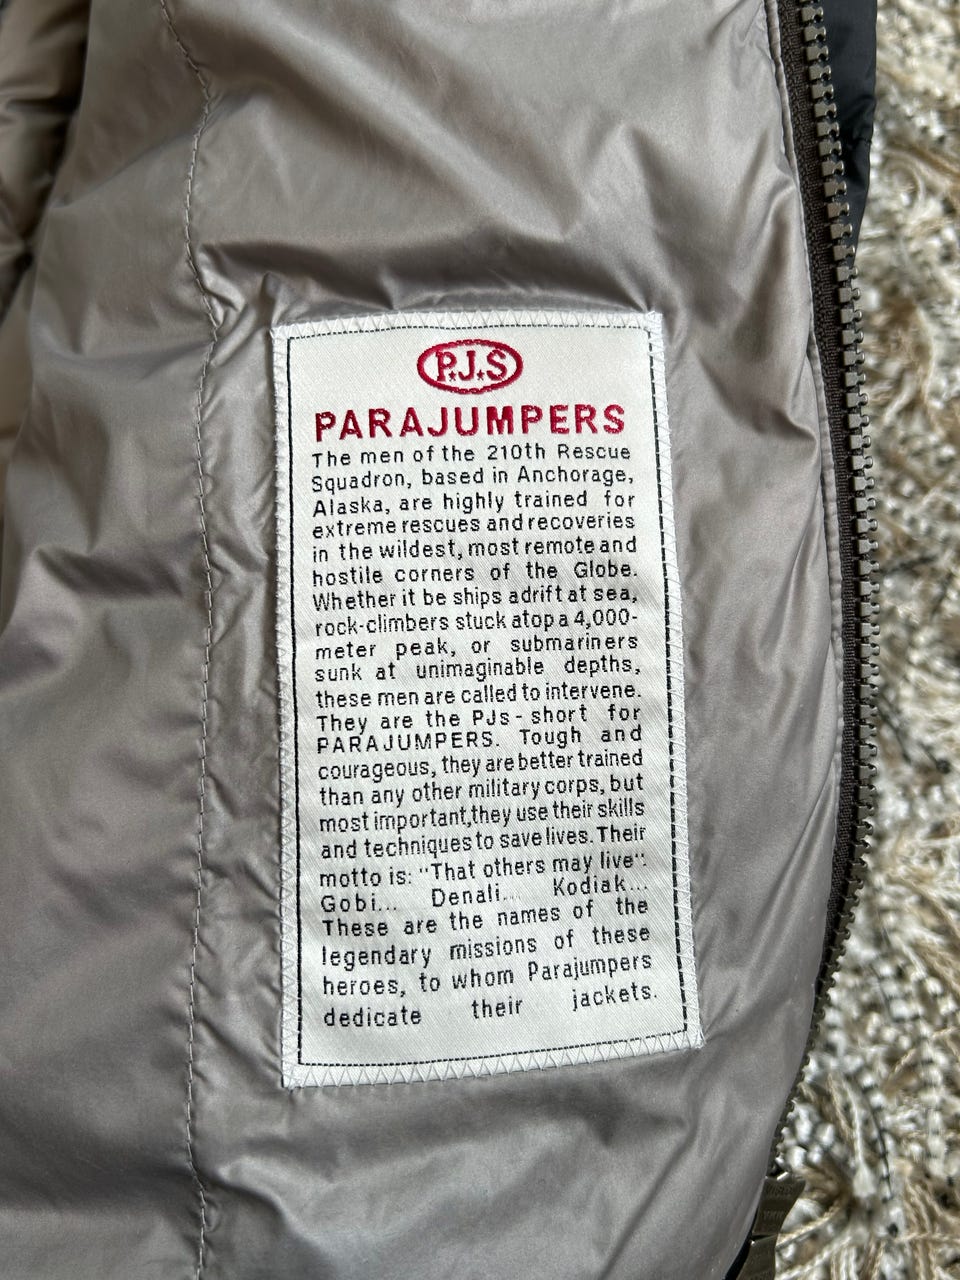 P.J.S
PARAJUMPERS
The men of the 210th Rescue
Squadron, based in Anchorage,
Alaska, are highly trained for
extreme rescues and recoveries
in the wildest, most remote and
hostile corners of the Globe.
Whether it be ships adrift at sea,
rock-climbers stuck atop a 4,000-
meter peak, or submariners
sunk at unimaginable depths,
these men are called to intervene.
They are the PJs - short for
PARAJUMPERS. Tough and
courageous, they are better trained
than any other military corps, but
most important,they use their skills
and techniques to save lives. Their
motto is: "That others may live":
Gobi... Denali... Kodiak...
These are the names of the
legendary missions of these
heroes, to whom Parajumpers
dedicate their jackets.